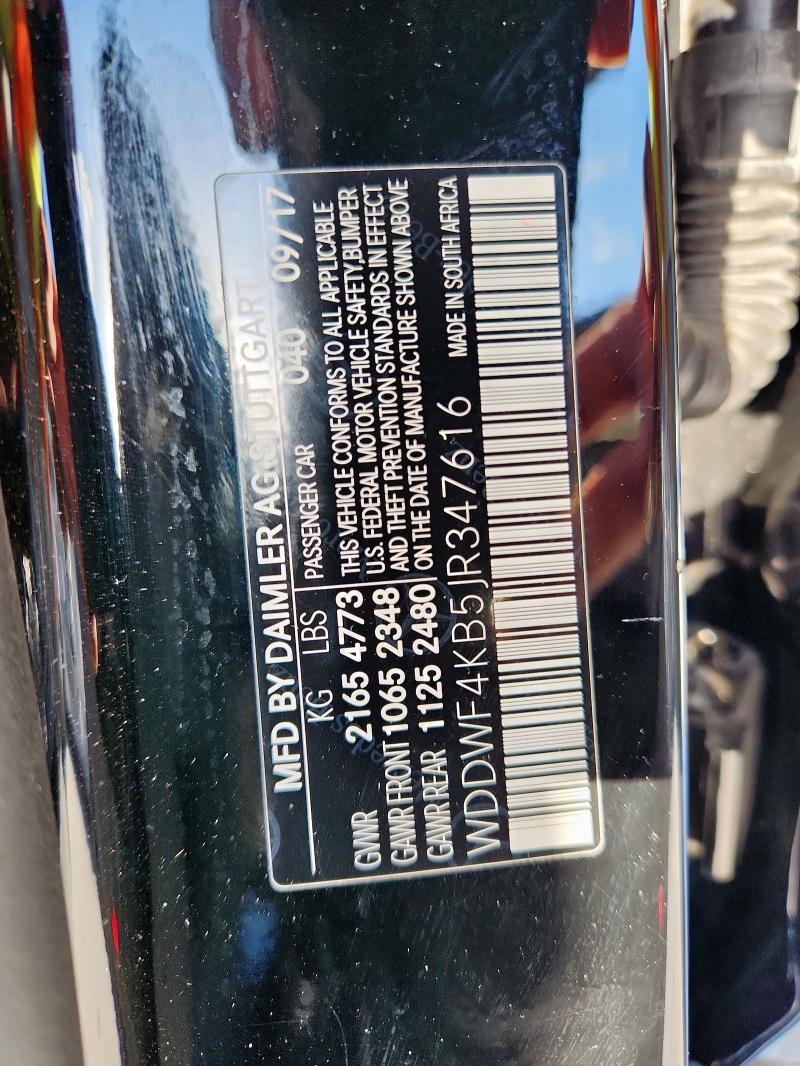 MFD BY DAIMLER AG STUTTGART
KG LBS PASSENGER CAR 040 09/17
GVWR 2165 4773 THIS VEHICLE CONFORMS TO ALL APPLICABLE
GAWR FRONT 1065 2348 U.S. FEDERAL MOTOR VEHICLE SAFETY,BUMPER
GAWR REAR 1125 2480 AND THEFT PREVENTION STANDARDS IN EFFECT
ON THE DATE OF MANUFACTURE SHOWN ABOVE
WDDWF4KB5JR347616 MADE IN SOUTH AFRICA